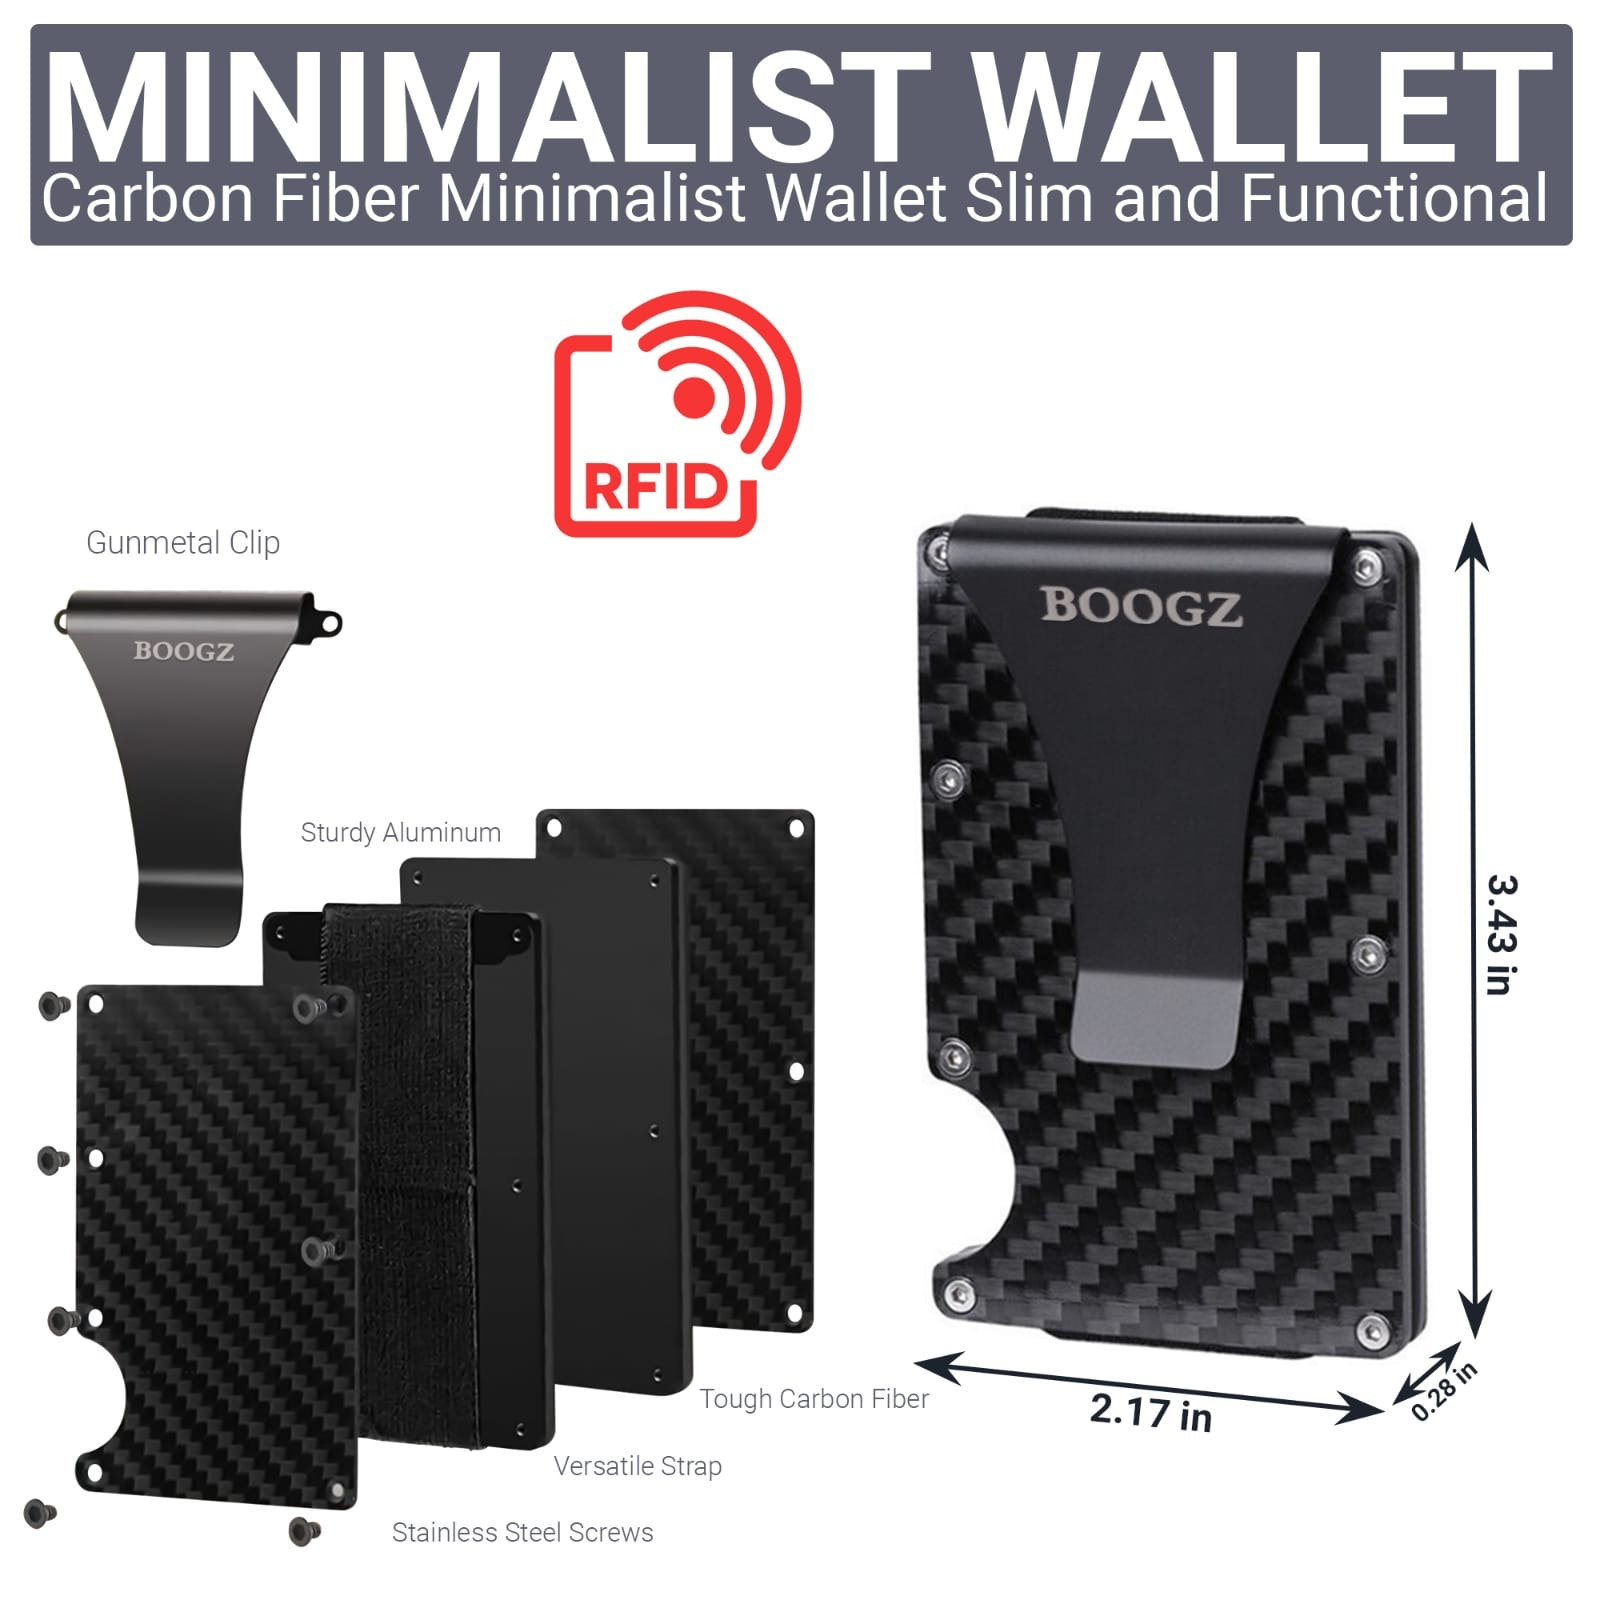 MINIMALIST WALLET
Carbon Fiber Minimalist Wallet Slim and Functional
RFID
Gunmetal Clip
BOOGZ
BOOGZ
Sturdy Aluminum
3.43 in
Tough Carbon Fiber
2.17 in
0.28 in
Versatile Strap
Stainless Steel Screws